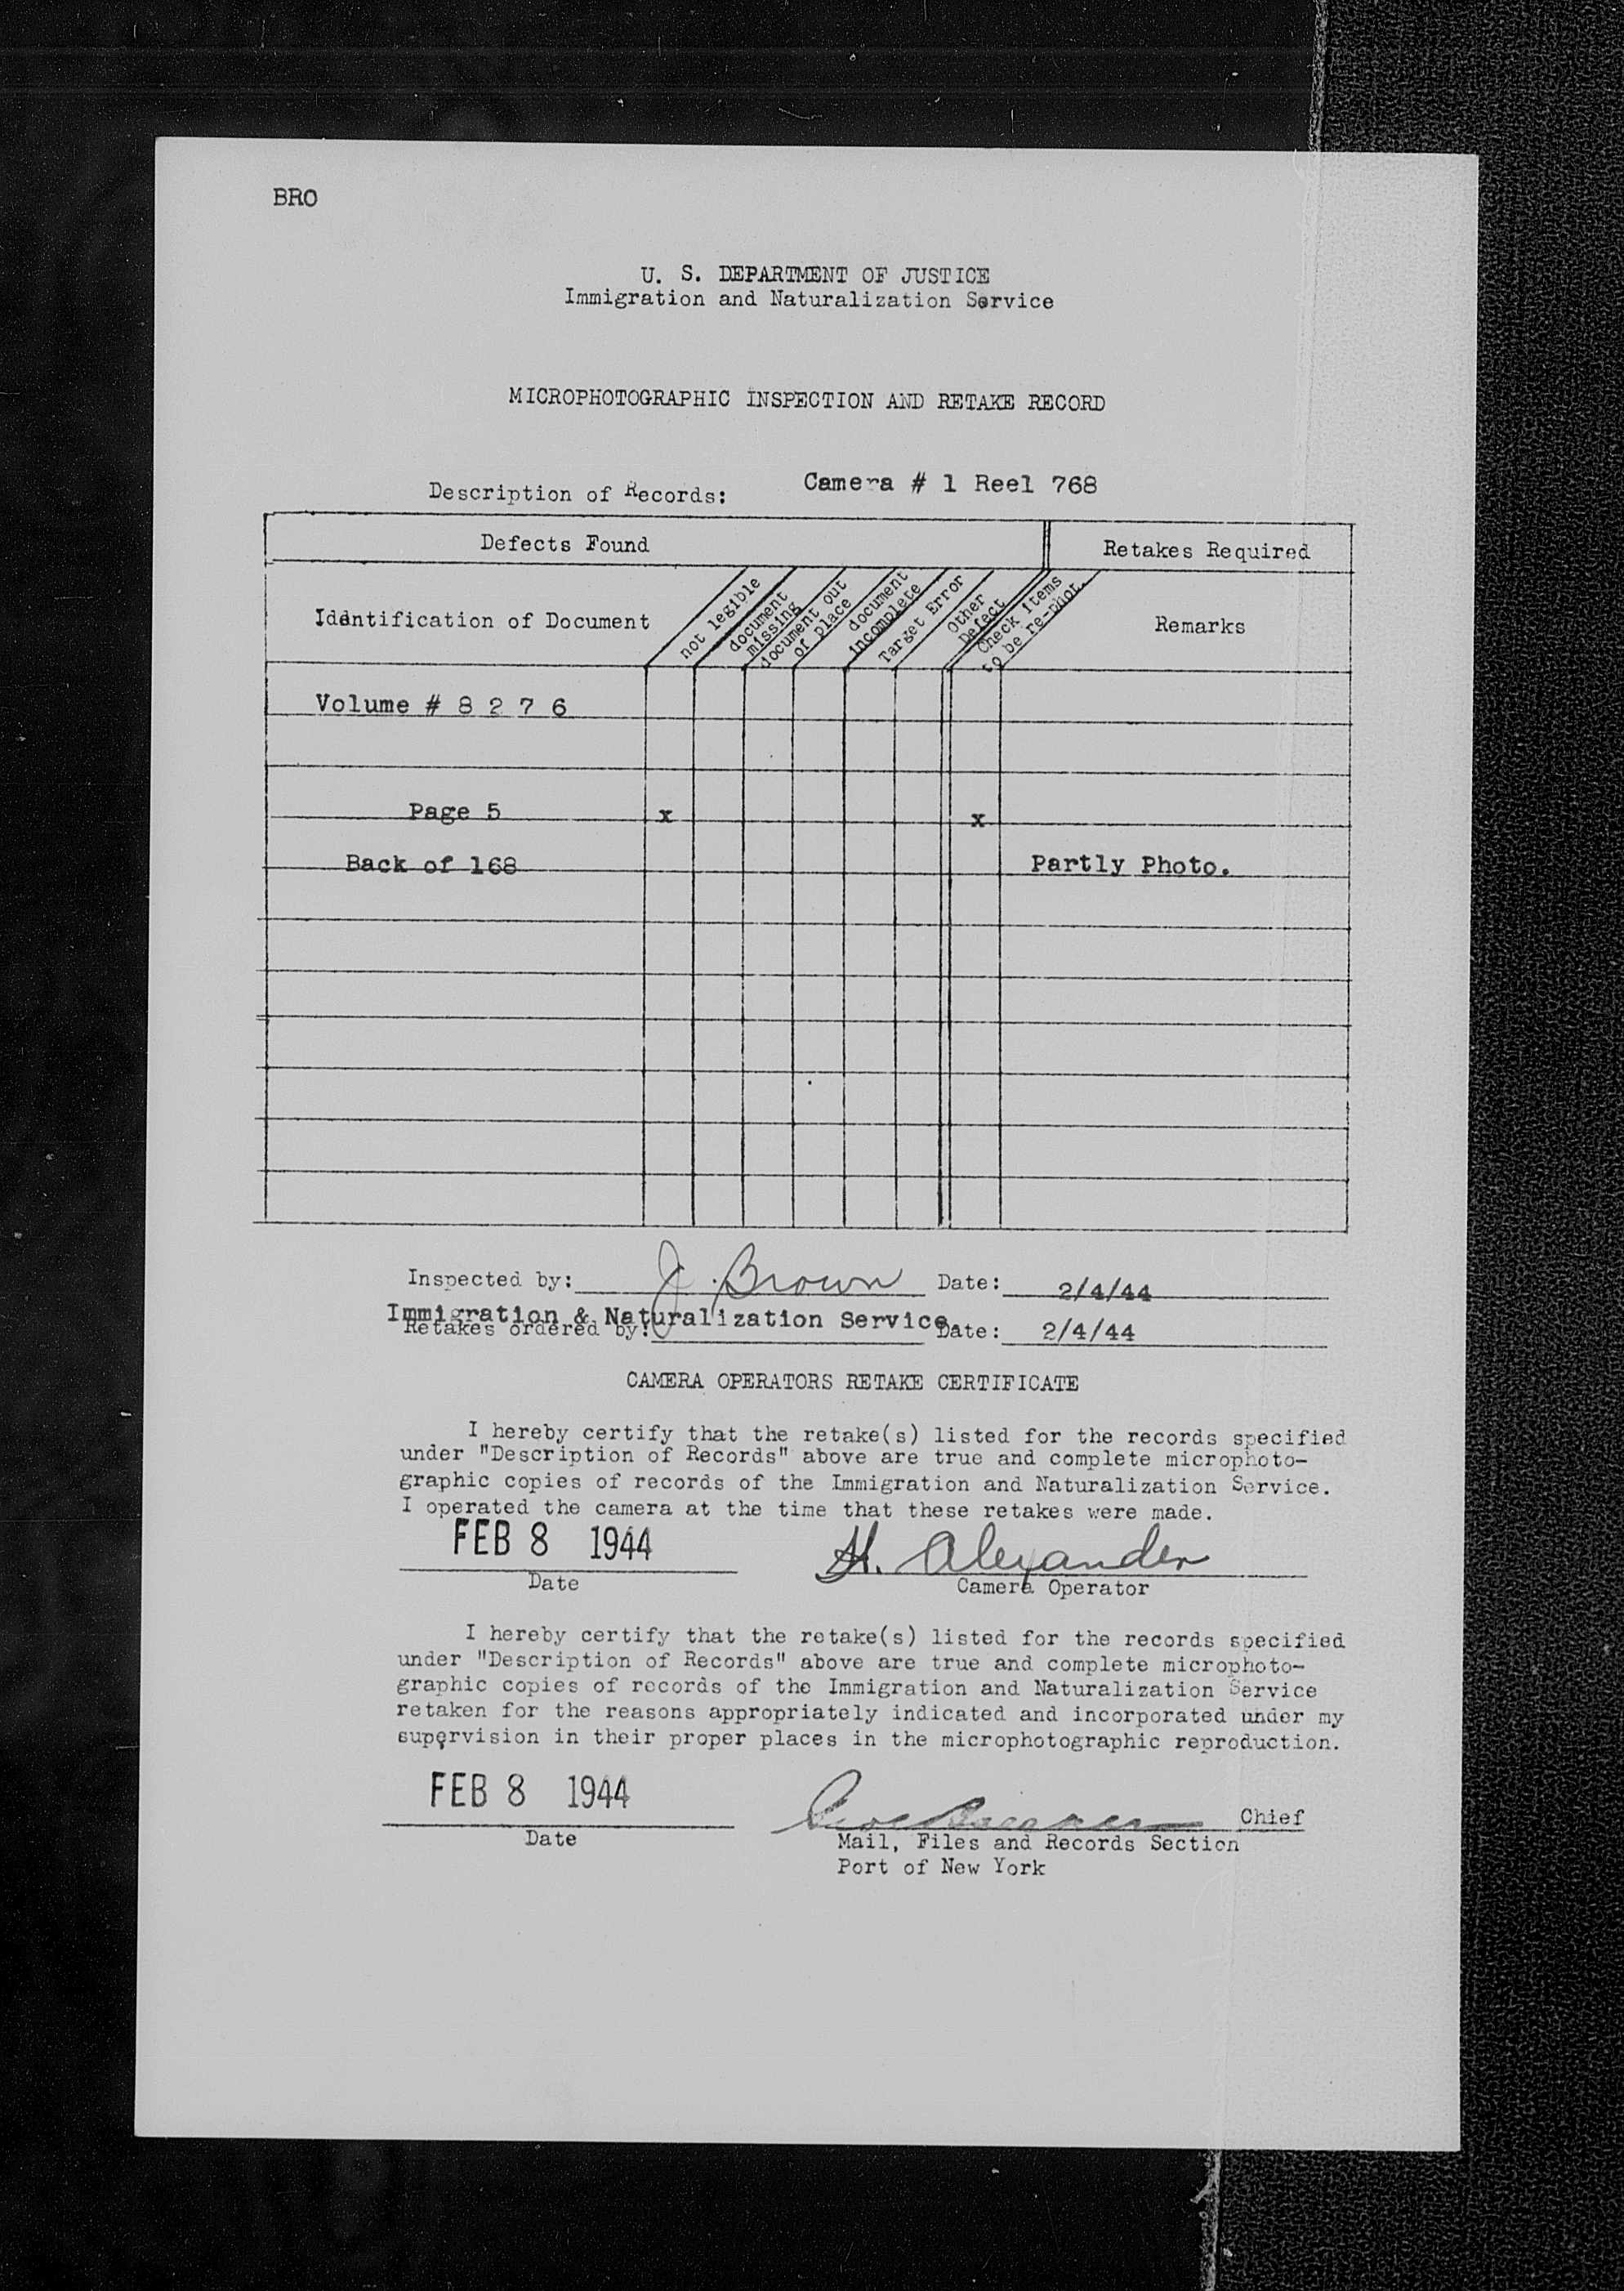 BRO
U. S. DEPARTMENT OF JUSTICE
Immigration and Naturalization Service
MICROPHOTOGRAPHIC INSPECTION AND RETAKE RECORD
Description of Records: Camera # 1 Reel 768
Defects Found Retakes Required
Identification of Document
not legible
document
missing
document out
of place
document
incomplete
Target Error
Other
Defect
Check items
to be re-phot.
Remarks
Volume # 8 2 7 6
Page 5 x x
Back of 168 Partly Photo.
Inspected by: J. Brown Date: 2/4/44
Immigration & Naturalization Service.
Retakes ordered by: Date: 2/4/44
CAMERA OPERATORS RETAKE CERTIFICATE
I hereby certify that the retake(s) listed for the records specified
under "Description of Records" above are true and complete microphoto-
graphic copies of records of the Immigration and Naturalization Service.
I operated the camera at the time that these retakes were made.
FEB 8 1944 H. Alexander
Date Camera Operator
I hereby certify that the retake(s) listed for the records specified
under "Description of Records" above are true and complete microphoto-
graphic copies of records of the Immigration and Naturalization Service
retaken for the reasons appropriately indicated and incorporated under my
supervision in their proper places in the microphotographic reproduction.
FEB 8 1944 Chief
Date Mail, Files and Records Section
Port of New York